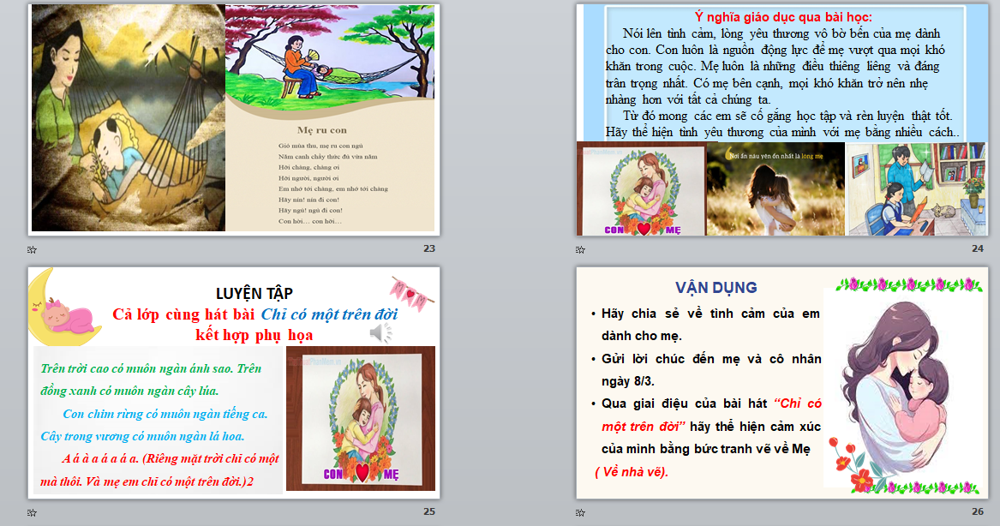 Mẹ ru con
Gió mùa thu, mẹ ru con ngủ
Năm canh chầy thức đủ vừa năm
Hỡi chàng, chàng ơi
Hỡi người, người ơi
Em nhớ tới chàng, em nhớ tới chàng
Hãy nín! nín đi con!
Hãy ngủ! ngủ đi con!
Con hời… con hời…
23
Ý nghĩa giáo dục qua bài học:
Nói lên tình cảm, lòng yêu thương vô bờ bến của mẹ dành
cho con. Con luôn là nguồn động lực để mẹ vượt qua mọi khó
khăn trong cuộc. Mẹ luôn là những điều thiêng liêng và đáng
trân trọng nhất. Có mẹ bên cạnh, mọi khó khăn trở nên nhẹ
nhàng hơn với tất cả chúng ta.
Từ đó mong các em sẽ cố gắng học tập và rèn luyện thật tốt.
Hãy thể hiện tình yêu thương của mình với mẹ bằng nhiều cách..
Nơi ẩn náu yên ổn nhất là lòng mẹ
CON MẸ
24
LUYỆN TẬP
Cả lớp cùng hát bài Chỉ có một trên đời
kết hợp phụ họa
MOM
Trên trời cao có muôn ngàn ánh sao. Trên
đồng xanh có muôn ngàn cây lúa.
Con chim rừng có muôn ngàn tiếng ca.
Cây trong vương có muôn ngàn lá hoa.
A á à a á a á a. (Riêng mặt trời chỉ có một
mà thôi. Và mẹ em chỉ có một trên đời.)2
CON MẸ
25
VẬN DỤNG
• Hãy chia sẻ về tình cảm của em
dành cho mẹ.
• Gửi lời chúc đến mẹ và cô nhân
ngày 8/3.
• Qua giai điệu của bài hát “Chỉ có
một trên đời” hãy thể hiện cảm xúc
của mình bằng bức tranh vẽ về Mẹ
( Về nhà vẽ).
26